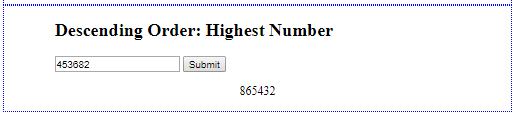 Descending Order: Highest Number
453682 Submit
865432